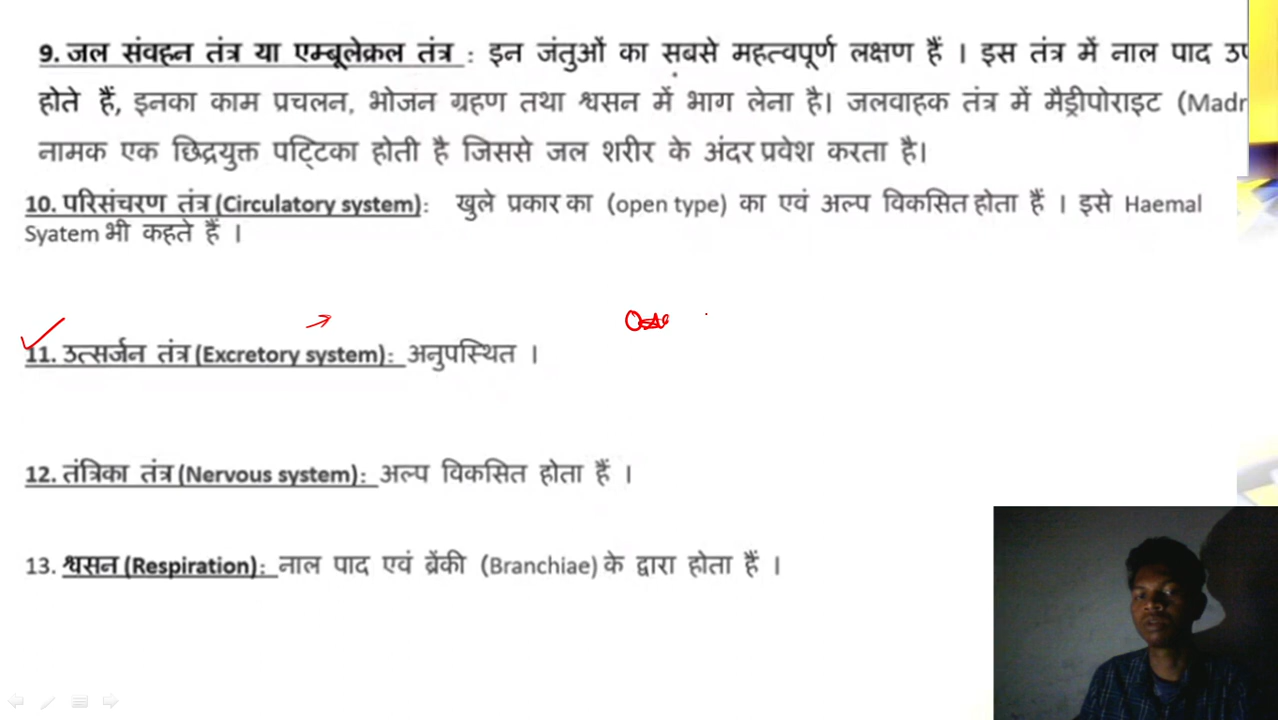 9. जल संवहन तंत्र या एम्बूलेक्रल तंत्र : इन जंतुओं का सबसे महत्वपूर्ण लक्षण हैं । इस तंत्र में नाल पाद
होते हैं, इनका काम प्रचलन, भोजन ग्रहण तथा श्वसन में भाग लेना है। जलवाहक तंत्र में मैड्रीपोराइट (Madr
नामक एक छिद्रयुक्त पट्टिका होती है जिससे जल शरीर के अंदर प्रवेश करता है।
10. परिसंचरण तंत्र (Circulatory system): खुले प्रकार का (open type) का एवं अल्प विकसित होता हैं । इसे Haemal
Syatem भी कहते हैं ।
11. उत्सर्जन तंत्र (Excretory system): अनुपस्थित ।
12. तंत्रिका तंत्र (Nervous system): अल्प विकसित होता हैं ।
13. श्वसन (Respiration): नाल पाद एवं ब्रेंकी (Branchiae) के द्वारा होता हैं ।